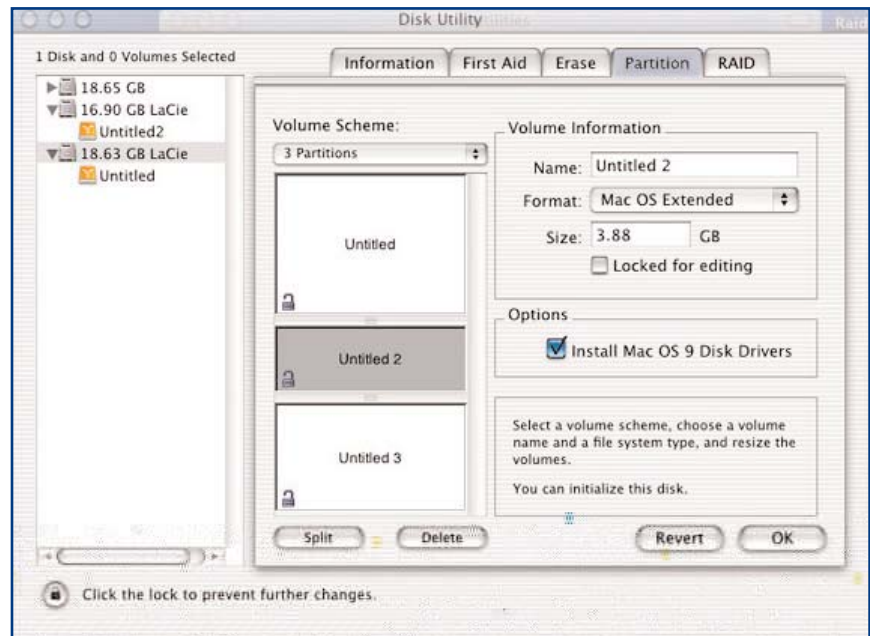 Disk Utility
1 Disk and 0 Volumes Selected
Information First Aid Erase Partition RAID
18.65 GB
16.90 GB LaCie
Untitled2
18.63 GB LaCie
Untitled
Volume Scheme:
3 Partitions
Untitled
Untitled 2
Untitled 3
Split Delete
Volume Information
Name: Untitled 2
Format: Mac OS Extended
Size: 3.88 GB
Locked for editing
Options
Install Mac OS 9 Disk Drivers
Select a volume scheme, choose a volume
name and a file system type, and resize the
volumes.
You can initialize this disk.
Revert OK
Click the lock to prevent further changes.